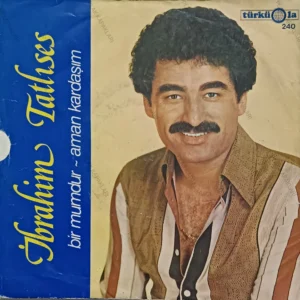 türküola
240
İbrahim Tatlıses
bir mumdur - aman kardaşım